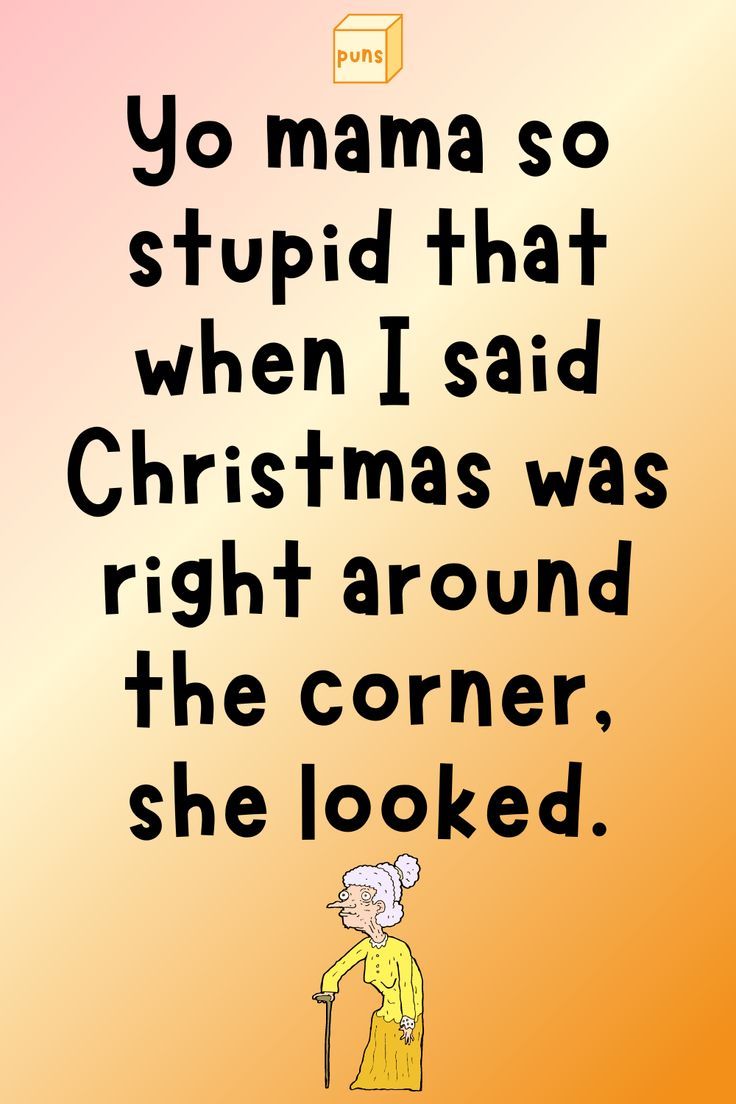 puns
Yo mama so
stupid that
when I said
Christmas was
right around
the corner,
she looked.